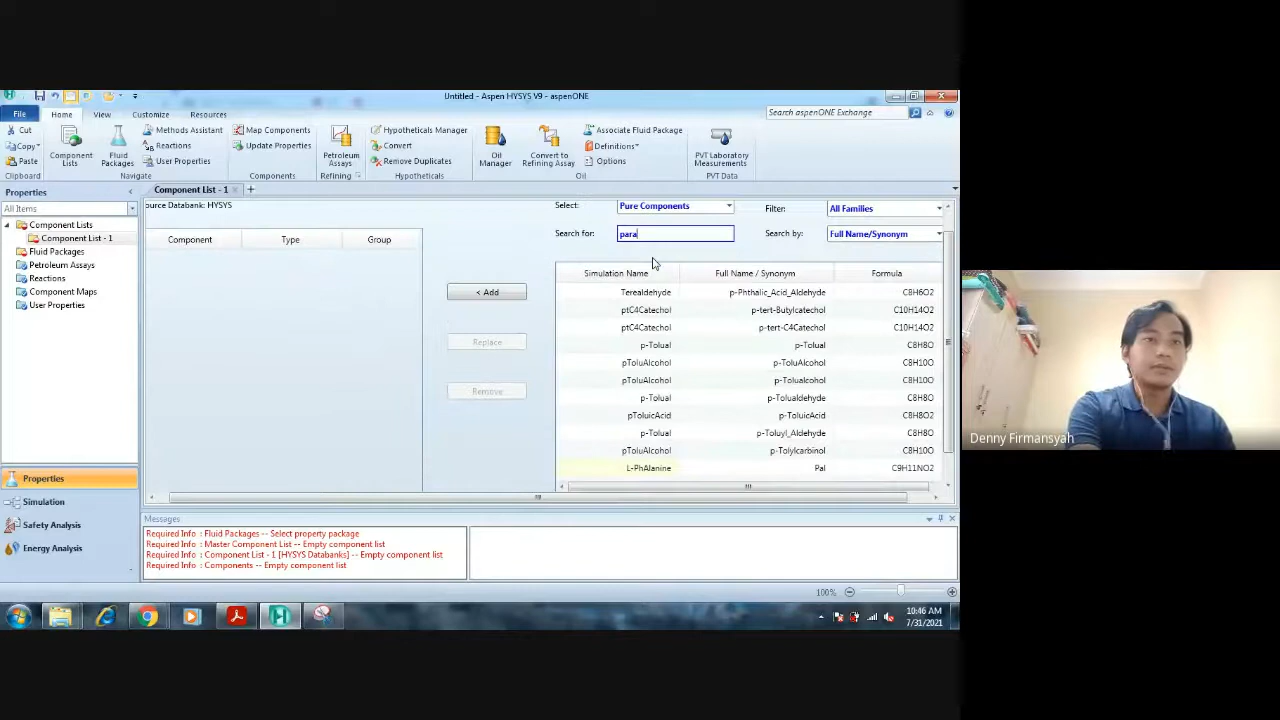 Untitled - Aspen HYSYS V9 - aspenONE
File
Home
View
Customize
Resources
Search aspenONE Exchange
Cut
Copy
Paste
Clipboard
Component Lists
Fluid Packages
Methods Assistant
Reactions
User Properties
Navigate
Map Components
Update Properties
Components
Petroleum Assays
Refining
Hypotheticals Manager
Convert
Remove Duplicates
Hypotheticals
Oil Manager
Convert to Refining Assay
Associate Fluid Package
Definitions
Options
Oil
PVT Laboratory Measurements
PVT Data
Properties
All Items
Component Lists
Component List - 1
Fluid Packages
Petroleum Assays
Reactions
Component Maps
User Properties
Properties
Simulation
Safety Analysis
Energy Analysis
Component List - 1
ource Databank: HYSYS
Component Type Group
< Add
Replace
Remove
Select: Pure Components
Filter: All Families
Search for: para
Search by: Full Name/Synonym
Simulation Name Full Name / Synonym Formula
Terealdehyde p-Phthalic_Acid_Aldehyde C8H6O2
ptC4Catechol p-tert-Butylcatechol C10H14O2
ptC4Catechol p-tert-C4Catechol C10H14O2
p-Tolual p-Tolual C8H8O
pToluAlcohol p-ToluAlcohol C8H10O
pToluAlcohol p-Tolualcohol C8H10O
p-Tolual p-Tolualdehyde C8H8O
pToluicAcid p-ToluicAcid C8H8O2
p-Tolual p-Toluyl_Aldehyde C8H8O
pToluAlcohol p-Tolylcarbinol C8H10O
L-PhAlanine Pal C9H11NO2
Messages
Required Info : Fluid Packages -- Select property package
Required Info : Master Component List -- Empty component list
Required Info : Component List - 1 [HYSYS Databanks] -- Empty component list
Required Info : Components -- Empty component list
100%
10:46 AM
7/31/2021
Denny Firmansyah